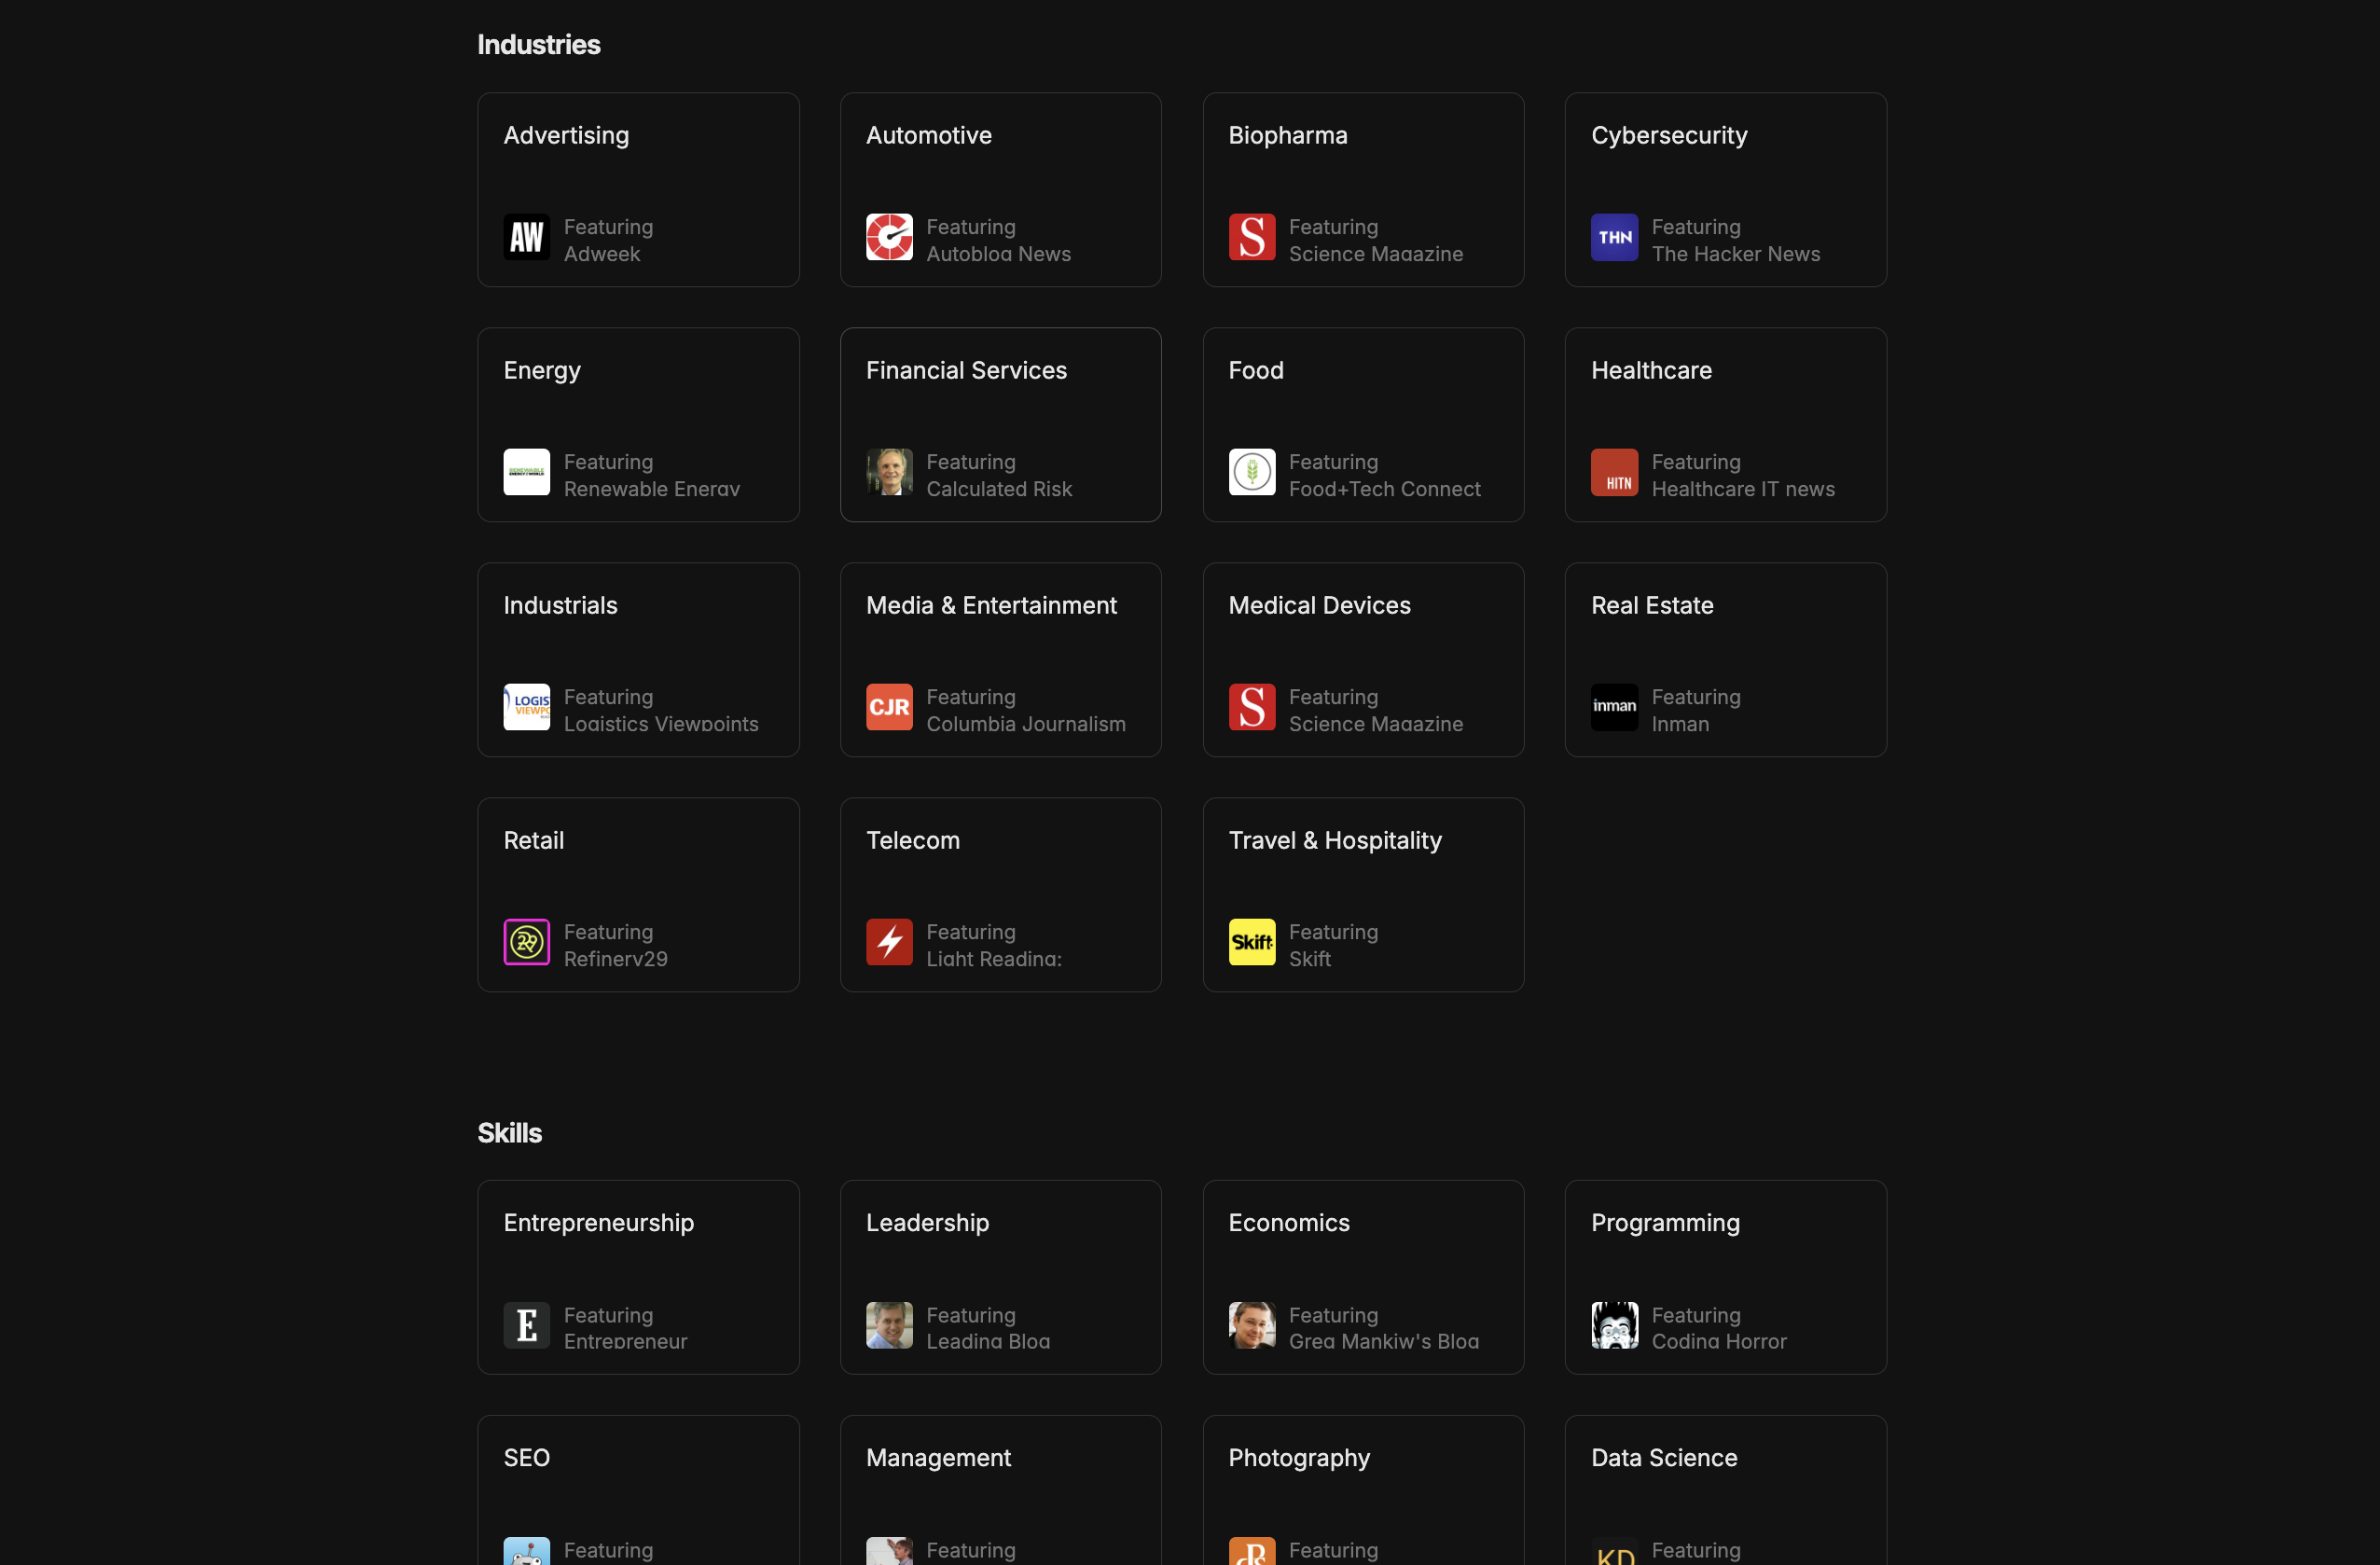 Industries
Advertising
AW
Featuring
Adweek
Automotive
Featuring
Autoblog News
Biopharma
S
Featuring
Science Magazine
Cybersecurity
THN
Featuring
The Hacker News
Energy
RENEWABLE
ENERGY WORLD
Featuring
Renewable Energy
Financial Services
Featuring
Calculated Risk
Food
Featuring
Food+Tech Connect
Healthcare
HITN
Featuring
Healthcare IT news
Industrials
LOGIS
VIEWPO
Featuring
Logistics Viewpoints
Media & Entertainment
CJR
Featuring
Columbia Journalism
Medical Devices
S
Featuring
Science Magazine
Real Estate
inman
Featuring
Inman
Retail
R29
Featuring
Refinery29
Telecom
Featuring
Light Reading:
Travel & Hospitality
Skift
Featuring
Skift
Skills
Entrepreneurship
E
Featuring
Entrepreneur
Leadership
Featuring
Leading Blog
Economics
Featuring
Greg Mankiw's Blog
Programming
Featuring
Coding Horror
SEO
Featuring
Management
Featuring
Photography
Featuring
Data Science
KD
Featuring